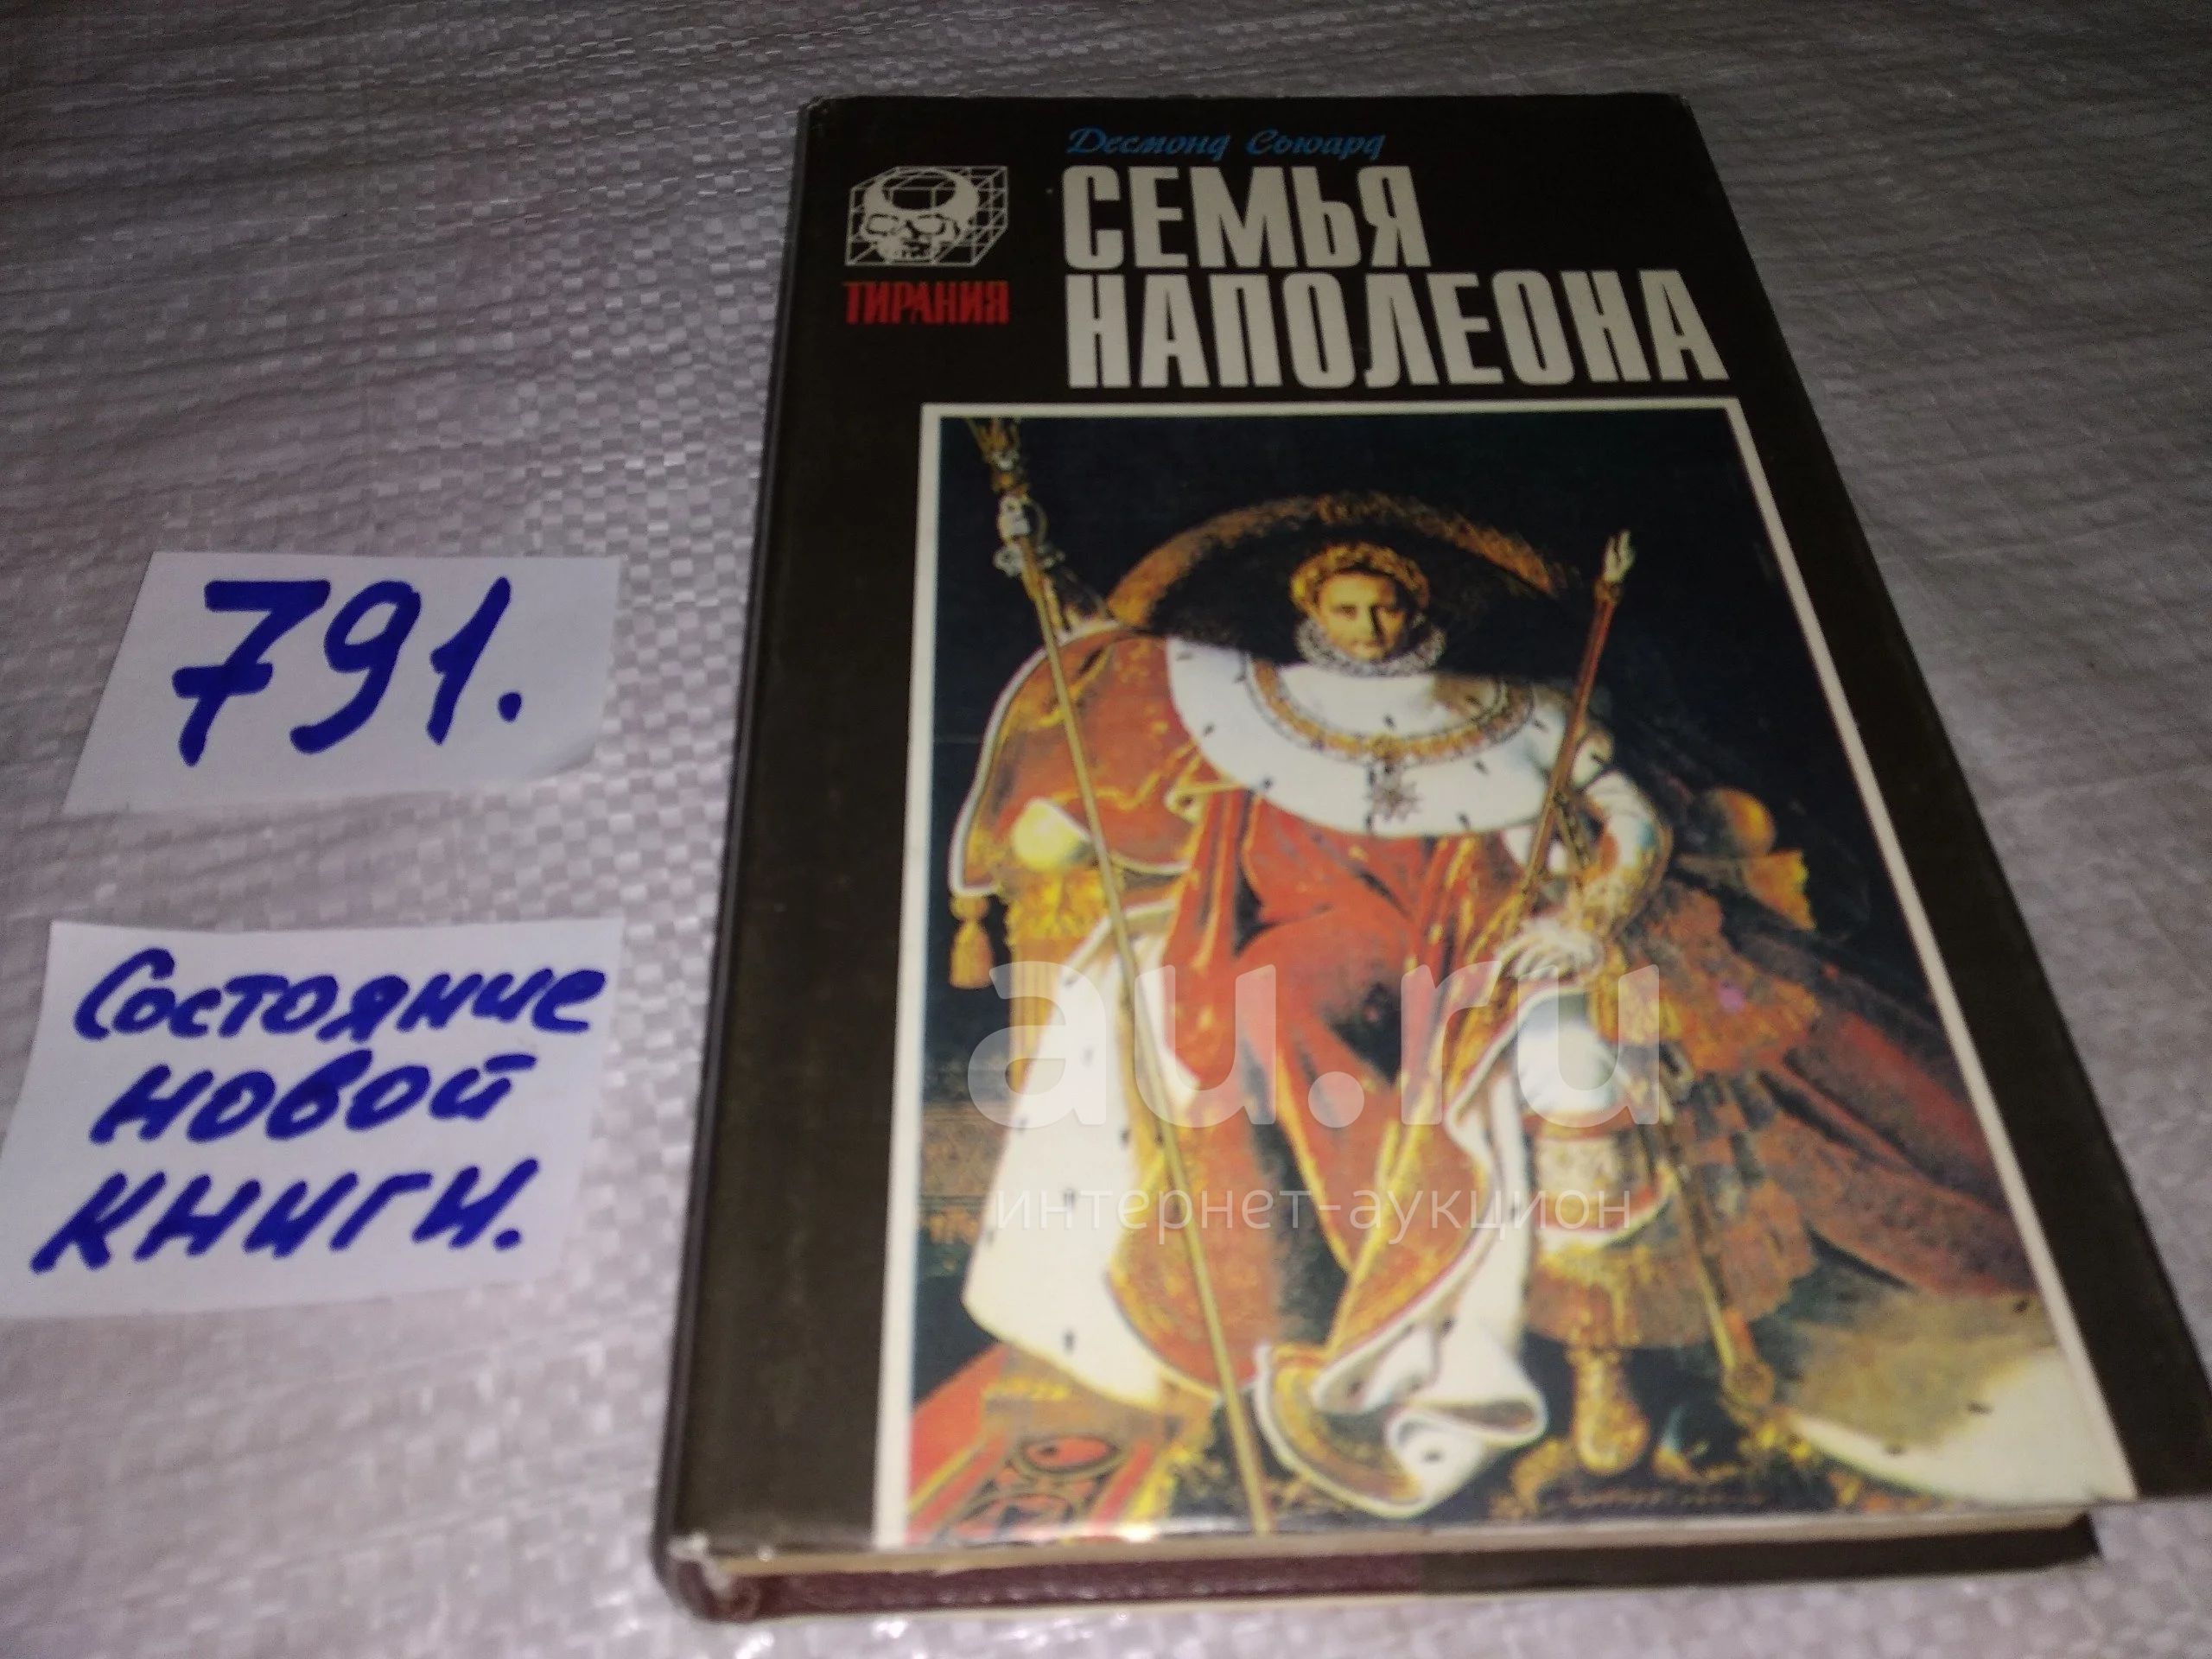 Десмонд Сьюард
СЕМЬЯ
НАПОЛЕОНА
ТИРАНИЯ
791.
Состояние
новой
книги.
au.ru
интернет-аукцион